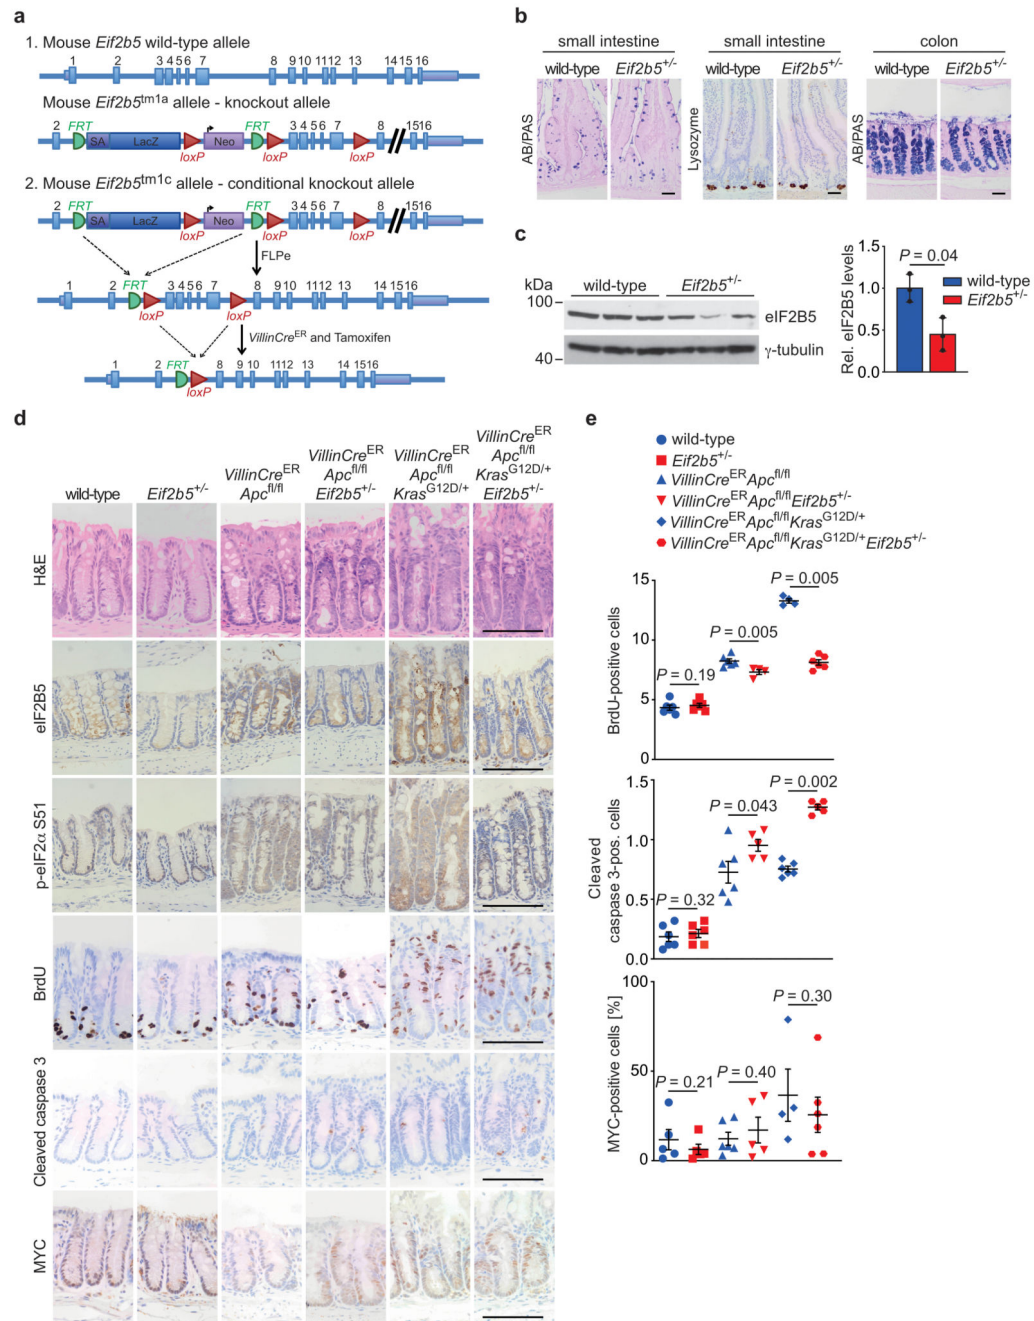 a
1. Mouse Eif2b5 wild-type allele
1 2 3 4 5 6 7 8 9 10 11 12 13 14 15 16
Mouse Eif2b5tm1a allele - knockout allele
2 FRT FRT 3 4 5 6 7 8 15 16
SA LacZ Neo
loxP loxP loxP
2. Mouse Eif2b5tm1c allele - conditional knockout allele
2 FRT FRT 3 4 5 6 7 8 15 16
SA LacZ Neo
loxP loxP loxP
FLPe
1 2 FRT 3 4 5 6 7 8 9 10 11 12 13 14 15 16
loxP loxP
VillinCreER and Tamoxifen
1 2 FRT 8 9 10 11 12 13 14 15 16
loxP
b
small intestine small intestine colon
wild-type Eif2b5+/- wild-type Eif2b5+/- wild-type Eif2b5+/-
AB/PAS
Lysozyme
AB/PAS
c
kDa wild-type Eif2b5+/-
100
eIF2B5
40
γ-tubulin
Rel. eIF2B5 levels
1.5
1.0
0.5
0.0
P = 0.04
wild-type
Eif2b5+/-
d
wild-type
Eif2b5+/-
VillinCreER
Apcfl/fl
VillinCreER
Apcfl/fl
Eif2b5+/-
VillinCreER
Apcfl/fl
KrasG12D/+
VillinCreER
Apcfl/fl
KrasG12D/+
Eif2b5+/-
H&E
eIF2B5
p-eIF2α S51
BrdU
Cleaved caspase 3
MYC
e
wild-type
Eif2b5+/-
VillinCreERApcfl/fl
VillinCreERApcfl/flEif2b5+/-
VillinCreERApcfl/flKrasG12D/+
VillinCreERApcfl/flKrasG12D/+Eif2b5+/-
BrdU-positive cells
15
10
5
0
P = 0.19
P = 0.005
P = 0.005
Cleaved
caspase 3-pos. cells
1.5
1.0
0.5
0.0
P = 0.32
P = 0.043
P = 0.002
MYC-positive cells [%]
100
50
0
P = 0.21
P = 0.40
P = 0.30